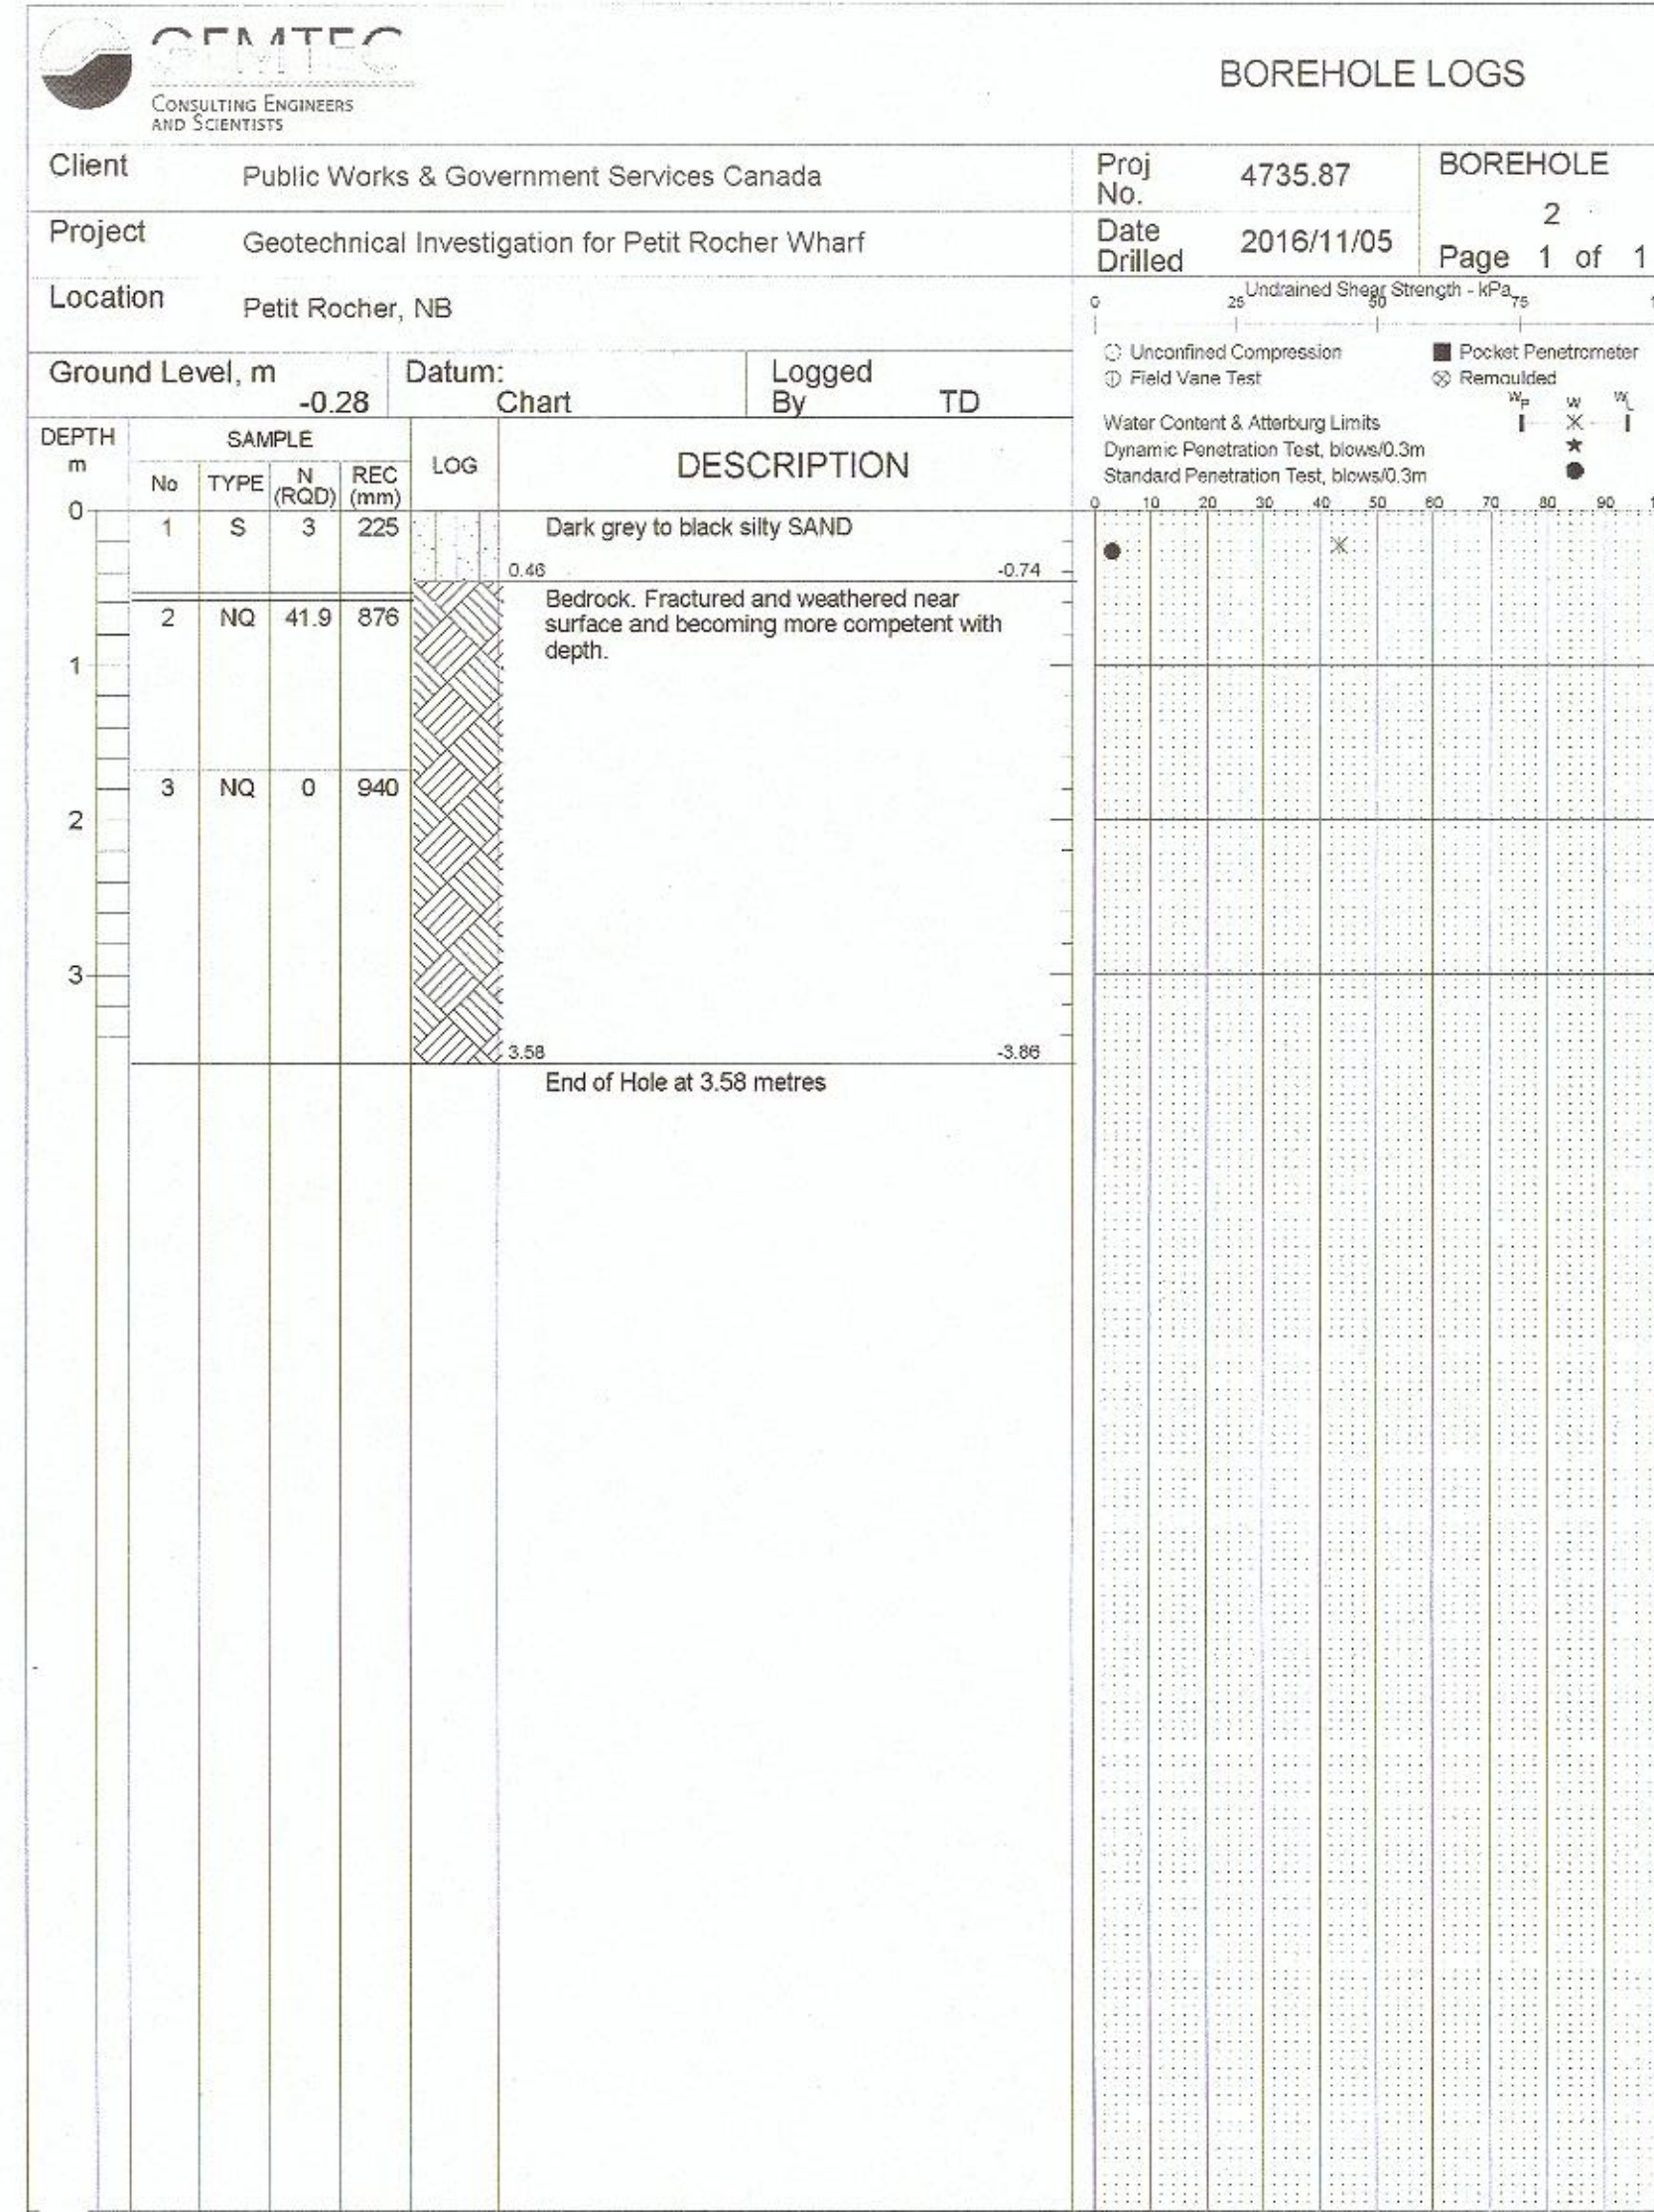 GEMTEC
CONSULTING ENGINEERS
AND SCIENTISTS
BOREHOLE LOGS
Client Public Works & Government Services Canada
Proj No. 4735.87
BOREHOLE
2
Page 1 of 1
Project Geotechnical Investigation for Petit Rocher Wharf
Date Drilled 2016/11/05
Location Petit Rocher, NB
Undrained Shear Strength - kPa
0 25 50 75 1
Unconfined Compression Pocket Penetrometer
Field Vane Test Remoulded
Ground Level, m -0.28
Datum: Chart
Logged By TD
Wp W WL
Water Content & Atterburg Limits
Dynamic Penetration Test, blows/0.3m
Standard Penetration Test, blows/0.3m
DEPTH m
SAMPLE
No TYPE N (RQD) REC (mm)
LOG
DESCRIPTION
0 10 20 30 40 50 60 70 80 90 1
0
1 S 3 225 Dark grey to black silty SAND
0.46 -0.74
2 NQ 41.9 876
Bedrock. Fractured and weathered near
surface and becoming more competent with
depth.
1
3 NQ 0 940
2
3
3.58 -3.86
End of Hole at 3.58 metres